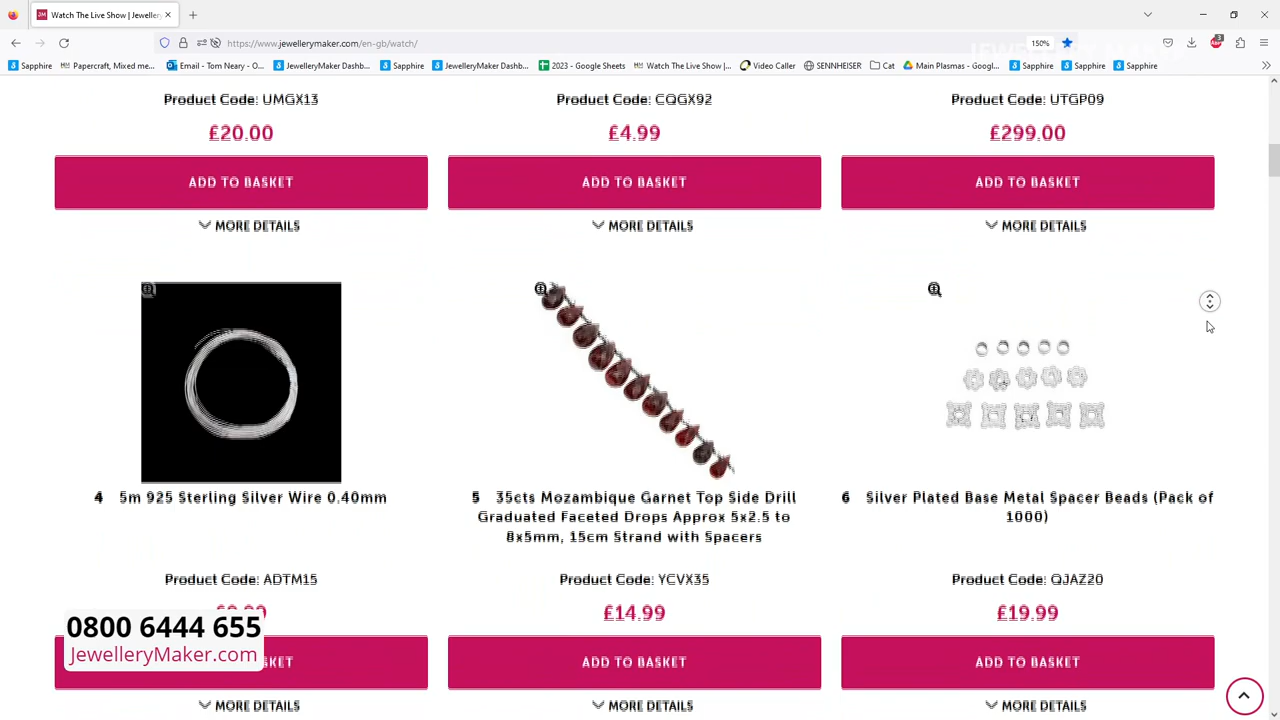 Watch The Live Show | Jeweller
https://www.jewellerymaker.com/en-gb/watch/
150%
3
Sapphire
Papercraft, Mixed me...
Email - Tom Neary - O...
JewelleryMaker Dashb...
Sapphire
JewelleryMaker Dashb...
2023 - Google Sheets
Watch The Live Show |...
Video Caller
SENNHEISER
Cat
Main Plasmas - Googl...
Sapphire
Sapphire
Sapphire
Product Code: UMGX13
£20.00
ADD TO BASKET
MORE DETAILS
Product Code: CQGX92
£4.99
ADD TO BASKET
MORE DETAILS
Product Code: UTGP09
£299.00
ADD TO BASKET
MORE DETAILS
4 5m 925 Sterling Silver Wire 0.40mm
Product Code: ADTM15
MORE DETAILS
5 35cts Mozambique Garnet Top Side Drill
Graduated Faceted Drops Approx 5x2.5 to
8x5mm, 15cm Strand with Spacers
Product Code: YCVX35
£14.99
ADD TO BASKET
MORE DETAILS
6 Silver Plated Base Metal Spacer Beads (Pack of
1000)
Product Code: QJAZ20
£19.99
ADD TO BASKET
MORE DETAILS
0800 6444 655
JewelleryMaker.com